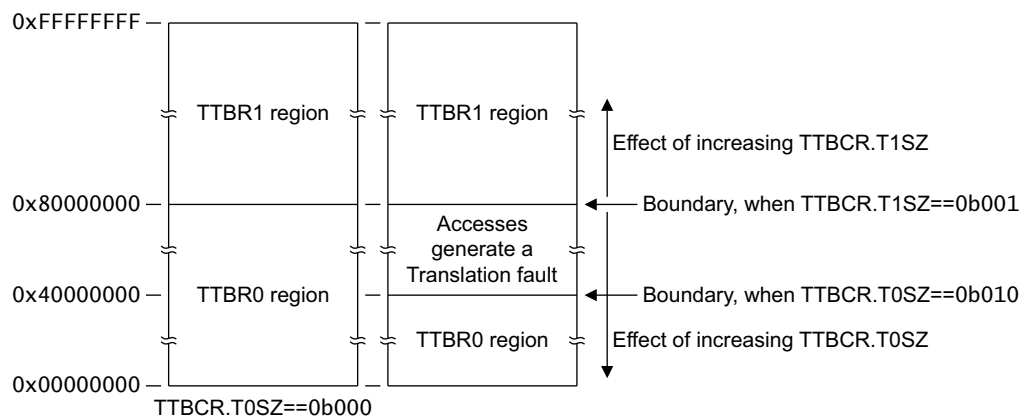 0xFFFFFFFF
TTBR1 region
TTBR1 region
Effect of increasing TTBCR.T1SZ
0x80000000
Boundary, when TTBCR.T1SZ==0b001
Accesses
generate a
Translation fault
0x40000000
TTBR0 region
Boundary, when TTBCR.T0SZ==0b010
TTBR0 region
Effect of increasing TTBCR.T0SZ
0x00000000
TTBCR.T0SZ==0b000